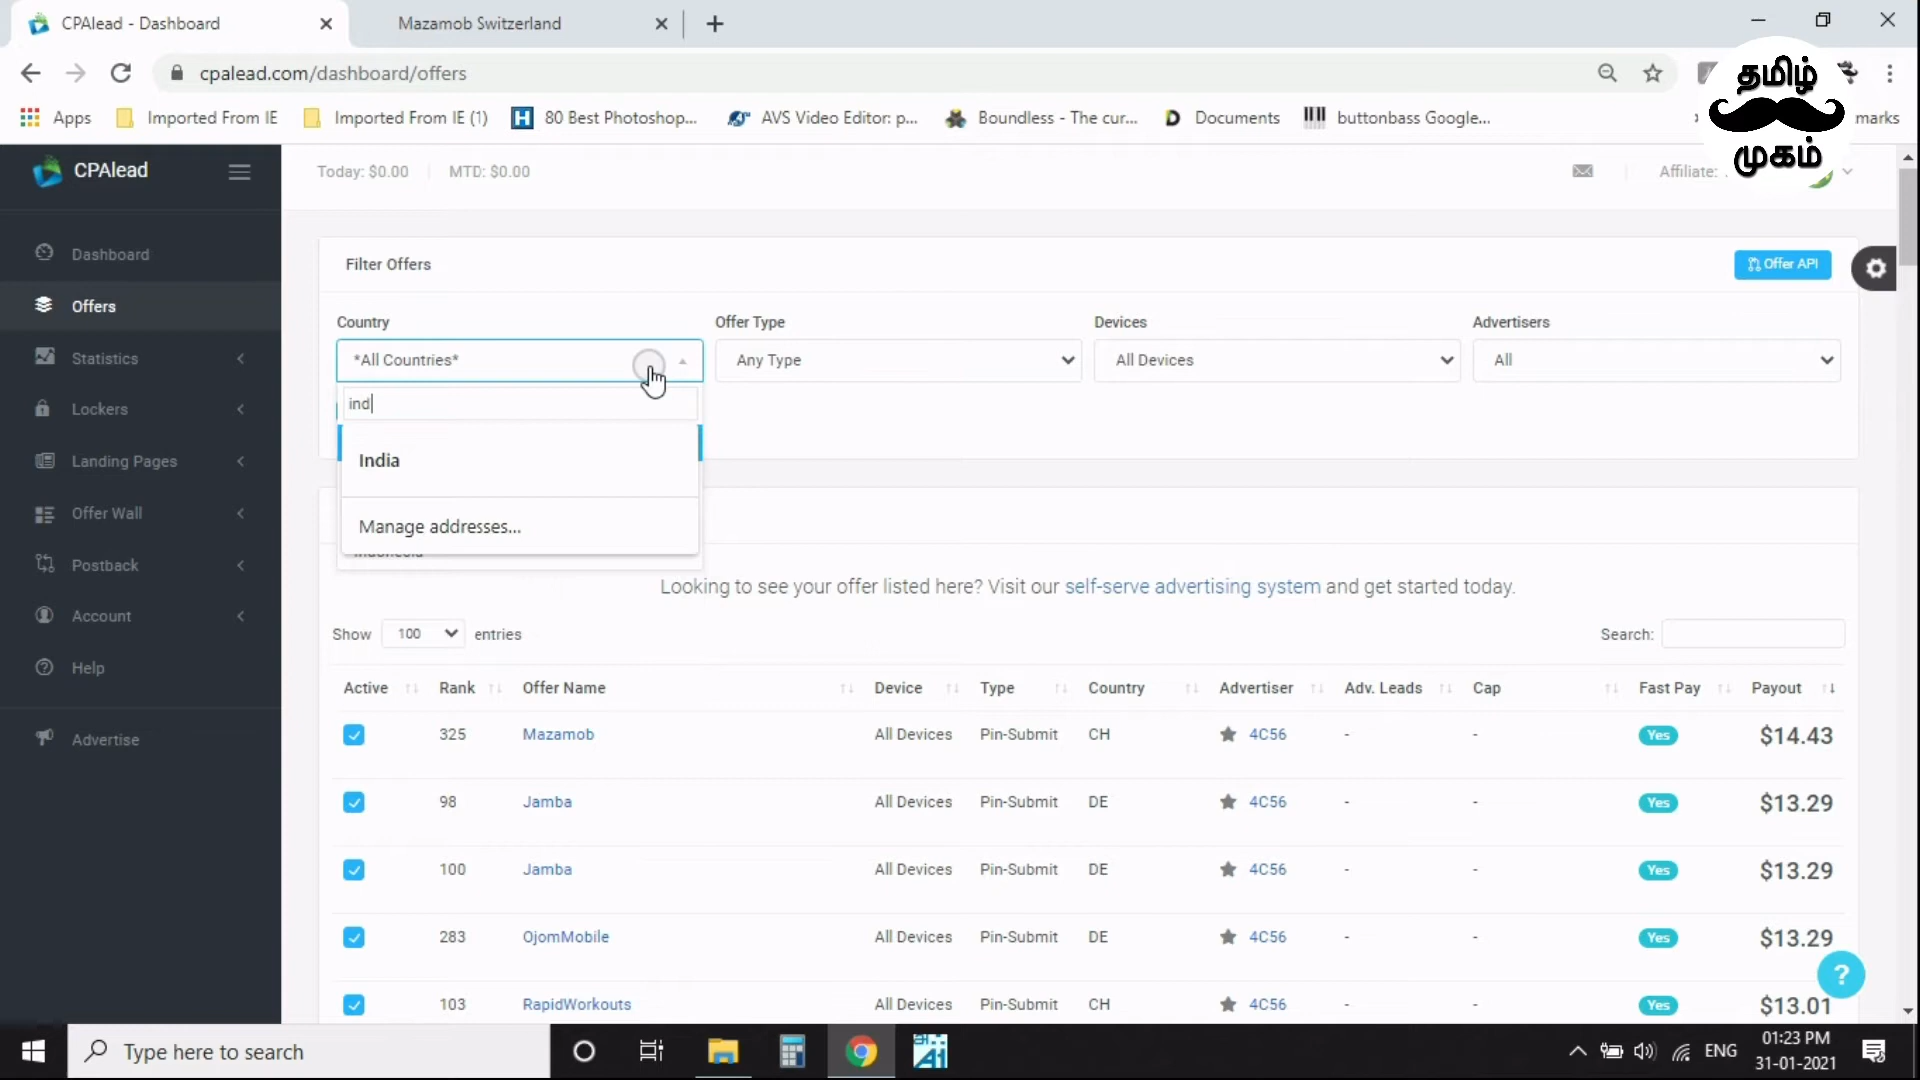 CPAlead - Dashboard
Mazamob Switzerland
cpalead.com/dashboard/offers
Apps
Imported From IE
Imported From IE (1)
80 Best Photoshop...
AVS Video Editor: p...
Boundless - The cur...
Documents
buttonbass Google...
marks
தமிழ்
முகம்
CPAlead
Today: $0.00
MTD: $0.00
Affiliate:
Dashboard
Offers
Statistics
Lockers
Landing Pages
Offer Wall
Postback
Account
Help
Advertise
Filter Offers
Offer API
Country
Offer Type
Devices
Advertisers
*All Countries*
Any Type
All Devices
All
ind
India
Manage addresses...
Indonesia
Looking to see your offer listed here? Visit our self-serve advertising system and get started today.
Show 100 entries
Search:
Active Rank Offer Name Device Type Country Advertiser Adv. Leads Cap Fast Pay Payout
325 Mazamob All Devices Pin-Submit CH 4C56 - - Yes $14.43
98 Jamba All Devices Pin-Submit DE 4C56 - - Yes $13.29
100 Jamba All Devices Pin-Submit DE 4C56 - - Yes $13.29
283 OjomMobile All Devices Pin-Submit DE 4C56 - - Yes $13.29
103 RapidWorkouts All Devices Pin-Submit CH 4C56 - - Yes $13.01
?
Type here to search
ENG
01:23 PM
31-01-2021